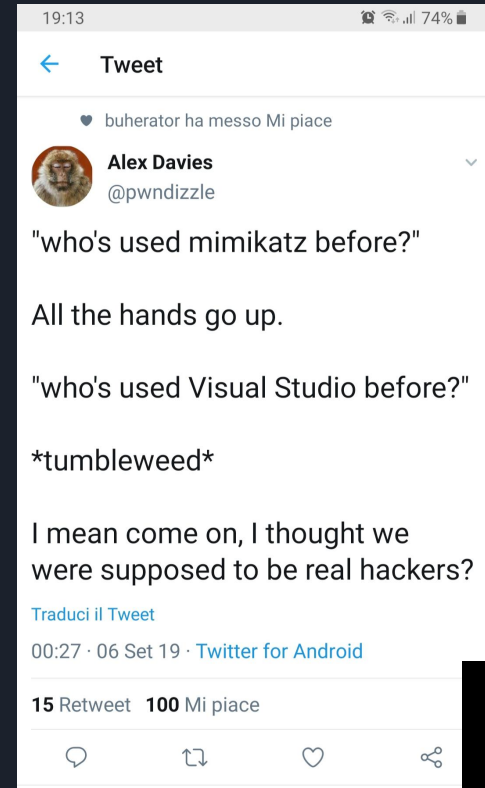 19:13 74%
Tweet
buherator ha messo Mi piace
Alex Davies
@pwndizzle
"who's used mimikatz before?"
All the hands go up.
"who's used Visual Studio before?"
*tumbleweed*
I mean come on, I thought we
were supposed to be real hackers?
Traduci il Tweet
00:27 · 06 Set 19 · Twitter for Android
15 Retweet 100 Mi piace